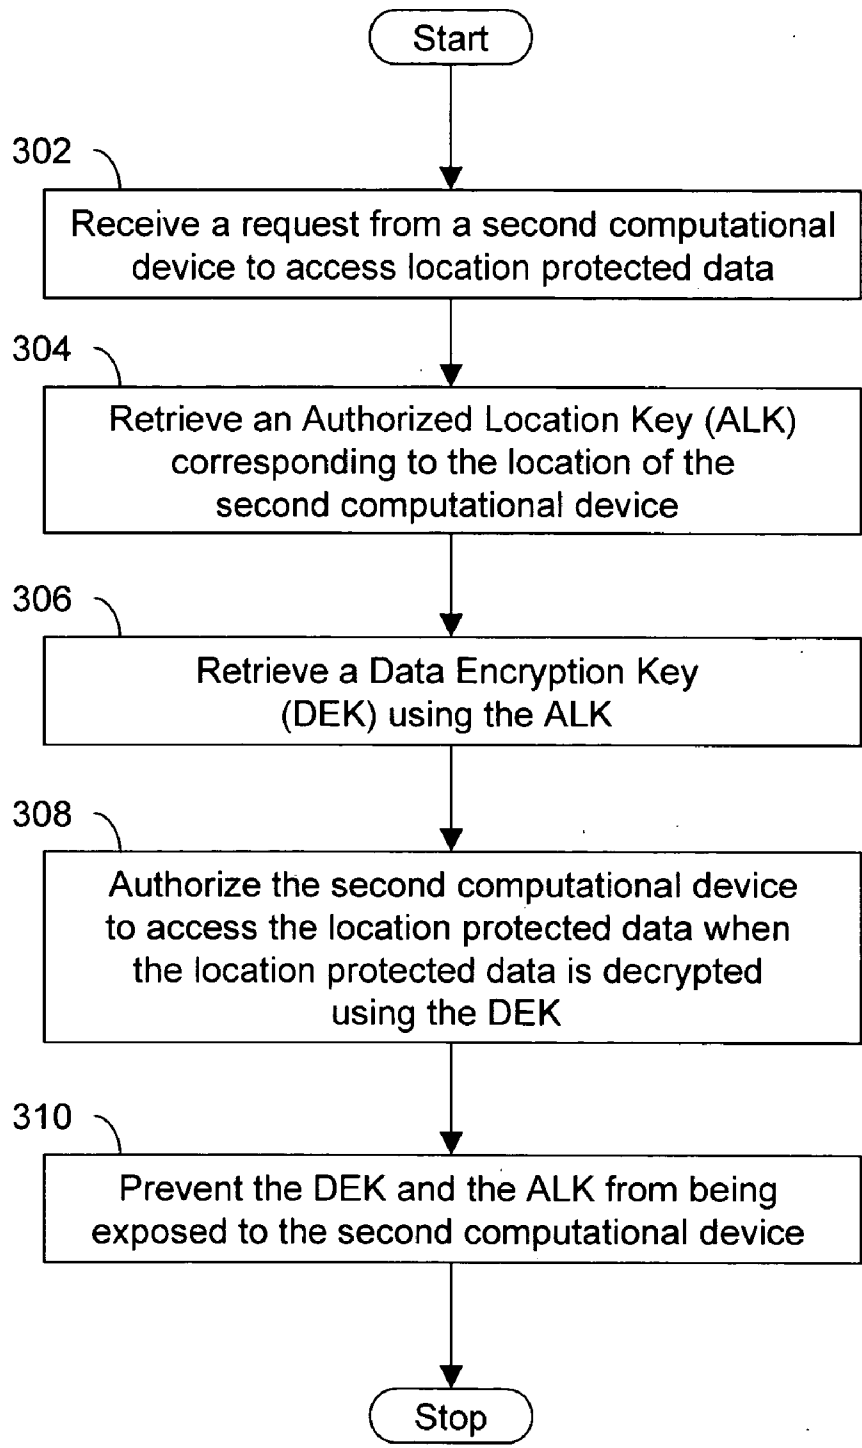 Start
302
Receive a request from a second computational
device to access location protected data
304
Retrieve an Authorized Location Key (ALK)
corresponding to the location of the
second computational device
306
Retrieve a Data Encryption Key
(DEK) using the ALK
308
Authorize the second computational device
to access the location protected data when
the location protected data is decrypted
using the DEK
310
Prevent the DEK and the ALK from being
exposed to the second computational device
Stop